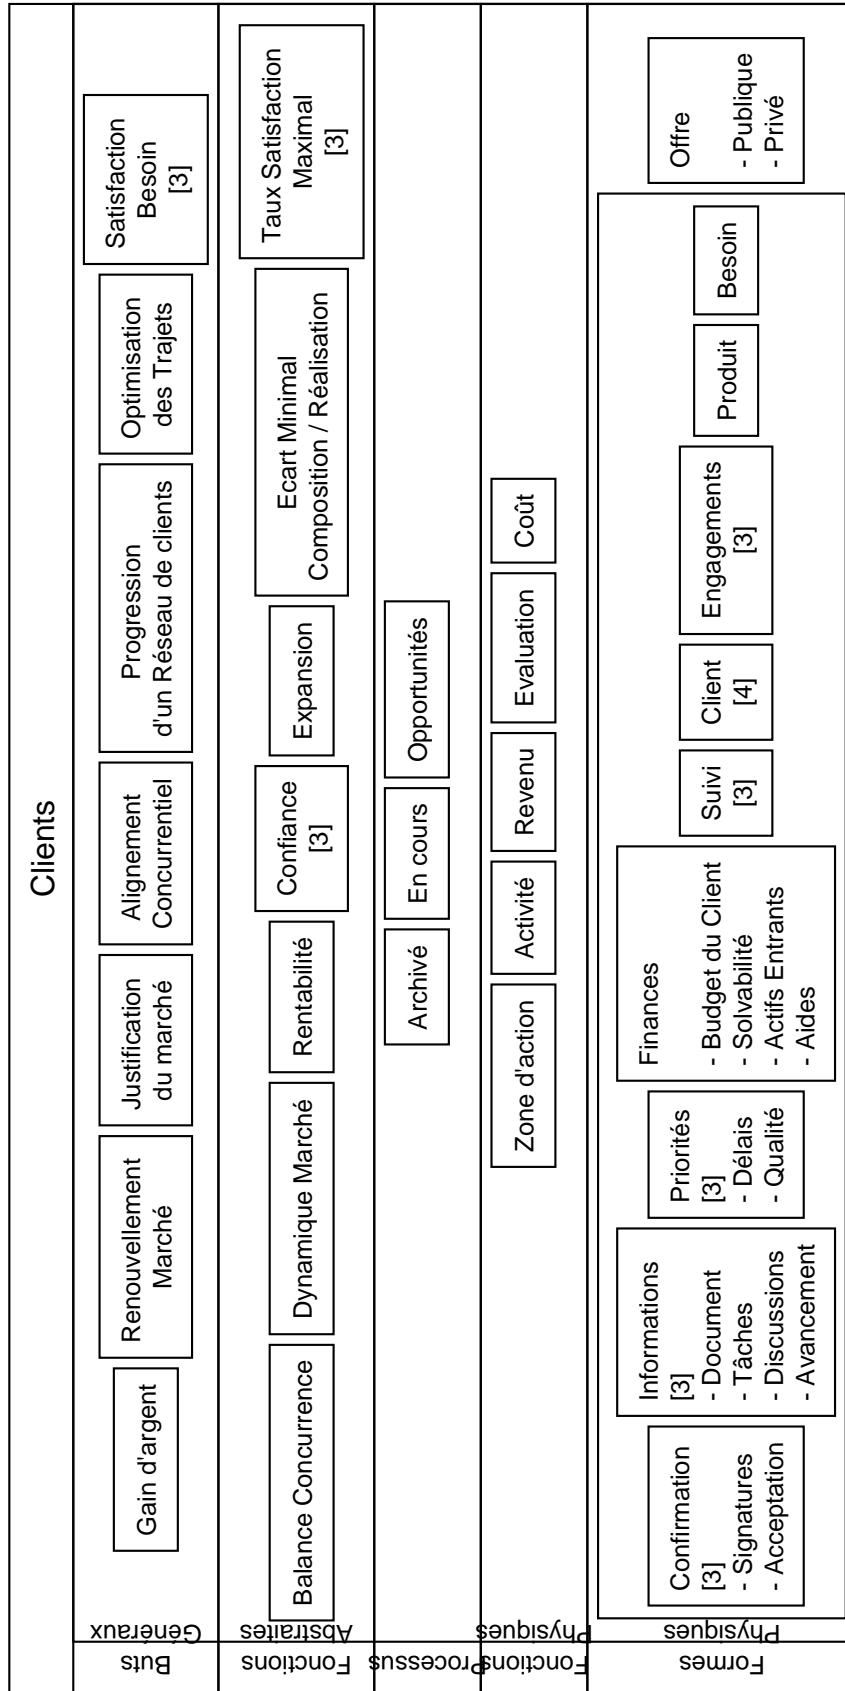 Clients
Buts
Généraux
Gain d'argent
Renouvellement
Marché
Justification
du marché
Alignement
Concurrentiel
Progression
d'un Réseau de clients
Optimisation
des Trajets
Satisfaction
Besoin
[3]
Fonctions
Abstraites
Balance Concurrence
Dynamique Marché
Rentabilité
Confiance
[3]
Expansion
Ecart Minimal
Composition / Réalisation
Taux Satisfaction
Maximal
[3]
Processus
Archivé
En cours
Opportunités
Fonctions
Physiques
Zone d'action
Activité
Revenu
Evaluation
Coût
Formes
Physiques
Confirmation
[3]
- Signatures
- Acceptation
Informations
[3]
- Document
- Tâches
- Discussions
- Avancement
Priorités
[3]
- Délais
- Qualité
Finances
- Budget du Client
- Solvabilité
- Actifs Entrants
- Aides
Suivi
[3]
Client
[4]
Engagements
[3]
Produit
Besoin
Offre
- Publique
- Privé